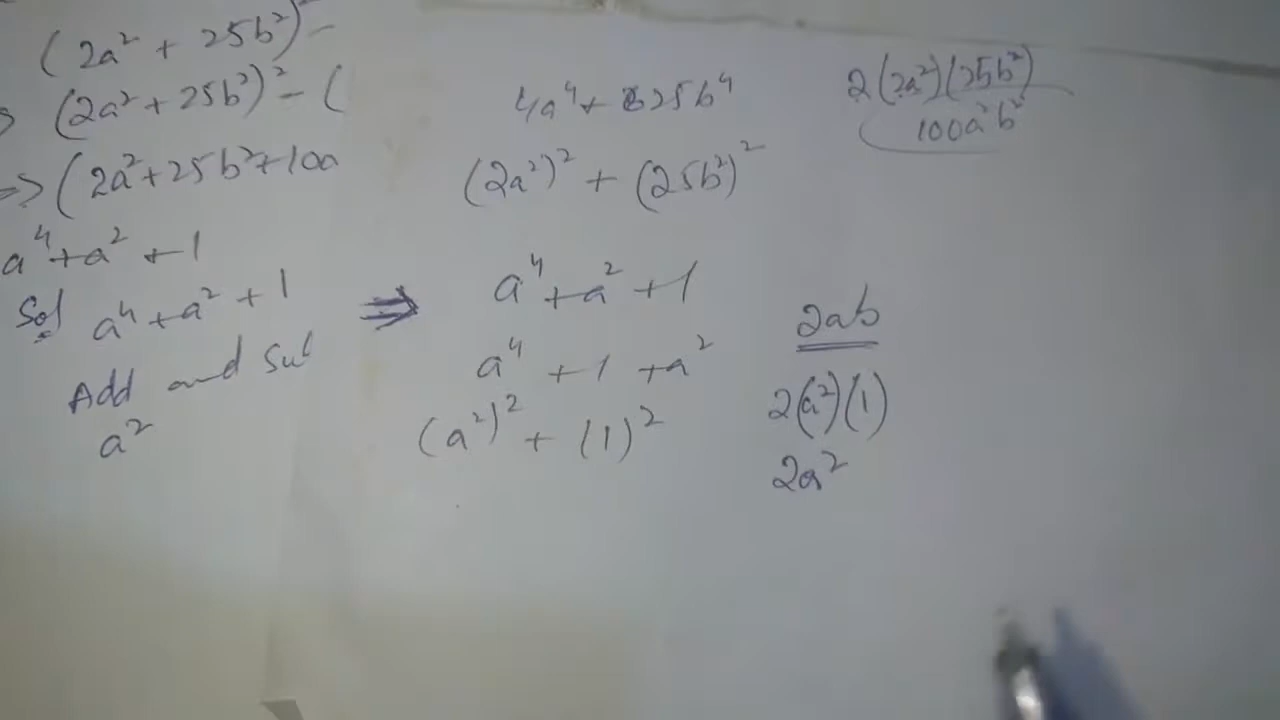 (2a² + 25b²)² -
(2a² + 25b²)² - (
=> (2a² + 25b² + 10a
a⁴ + a² + 1
Sol a⁴ + a² + 1
Add and Sub
a²
4a⁴ + 625b⁴
(2a²)² + (25b²)²
=> a⁴ + a² + 1
a⁴ + 1 + a²
(a²)² + (1)²
2(2a²)(25b²)
100a²b²
2ab
2(a²)(1)
2a²